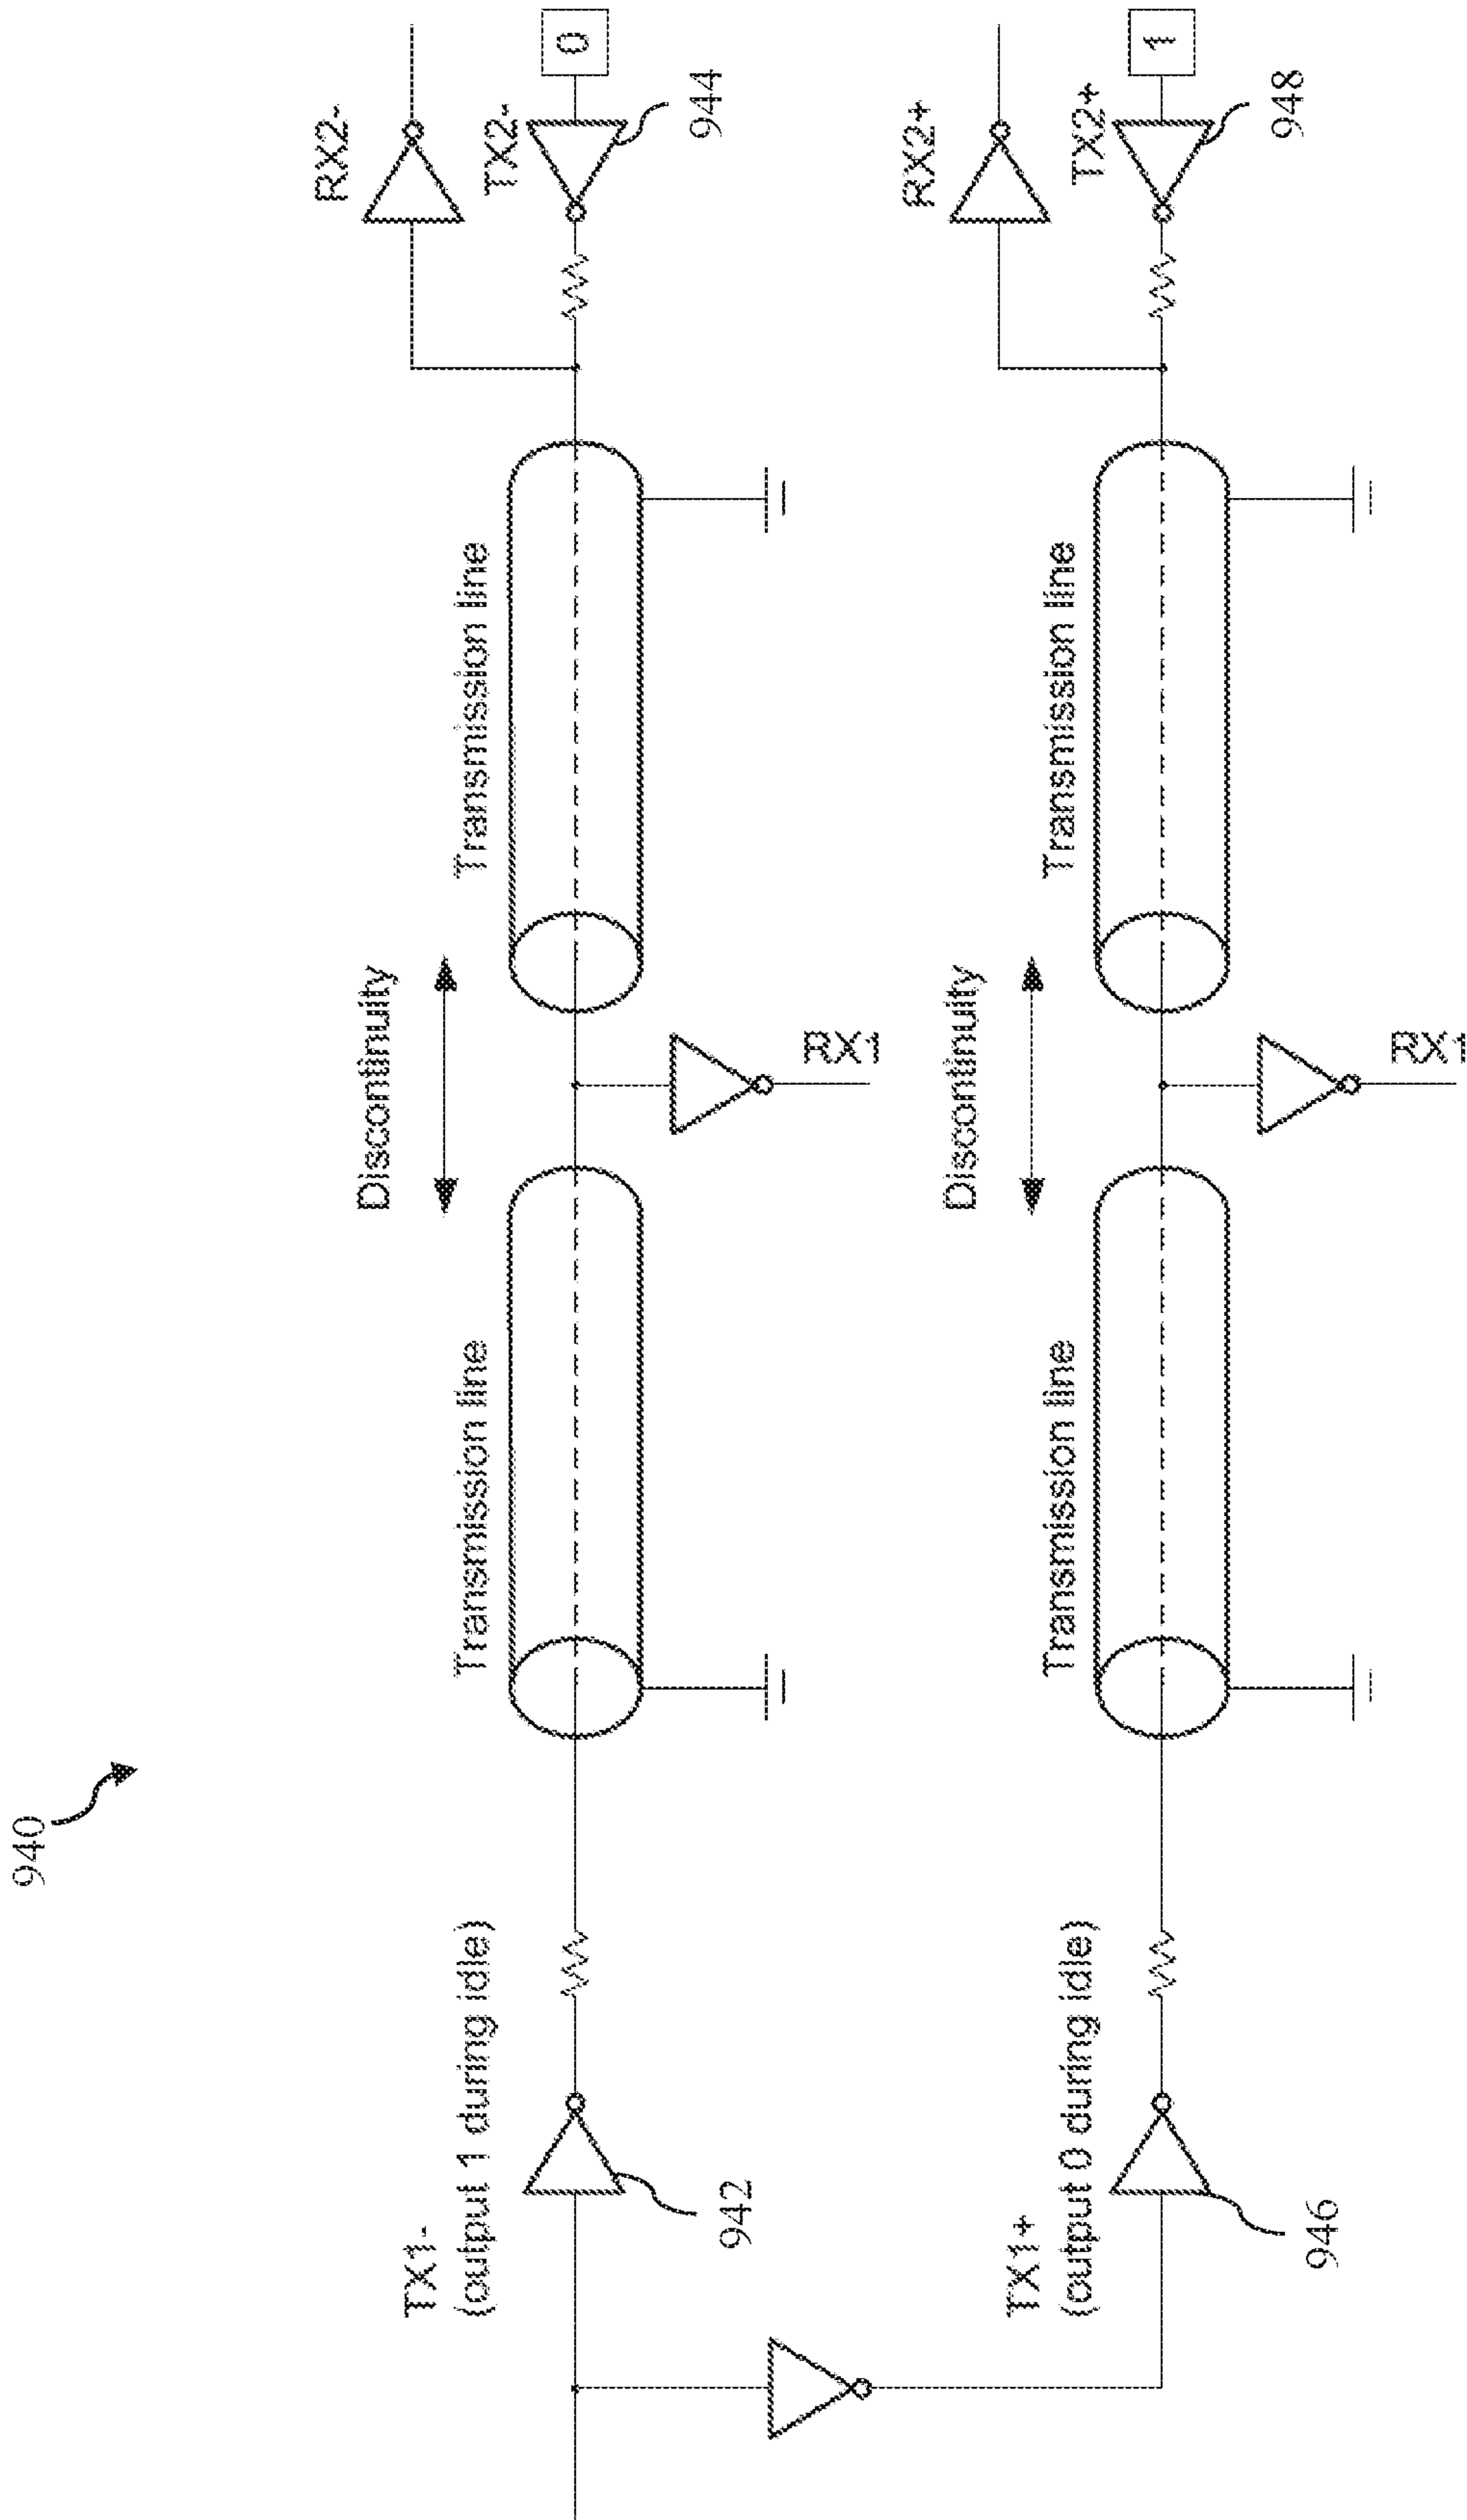 940
TX1-
(output 1 during idle)
942
Transmission line
Discontinuity
RX1
Transmission line
RX2-
TX2-
0
944
TX1+
(output 0 during idle)
946
Transmission line
Discontinuity
RX1
Transmission line
RX2+
TX2+
1
948